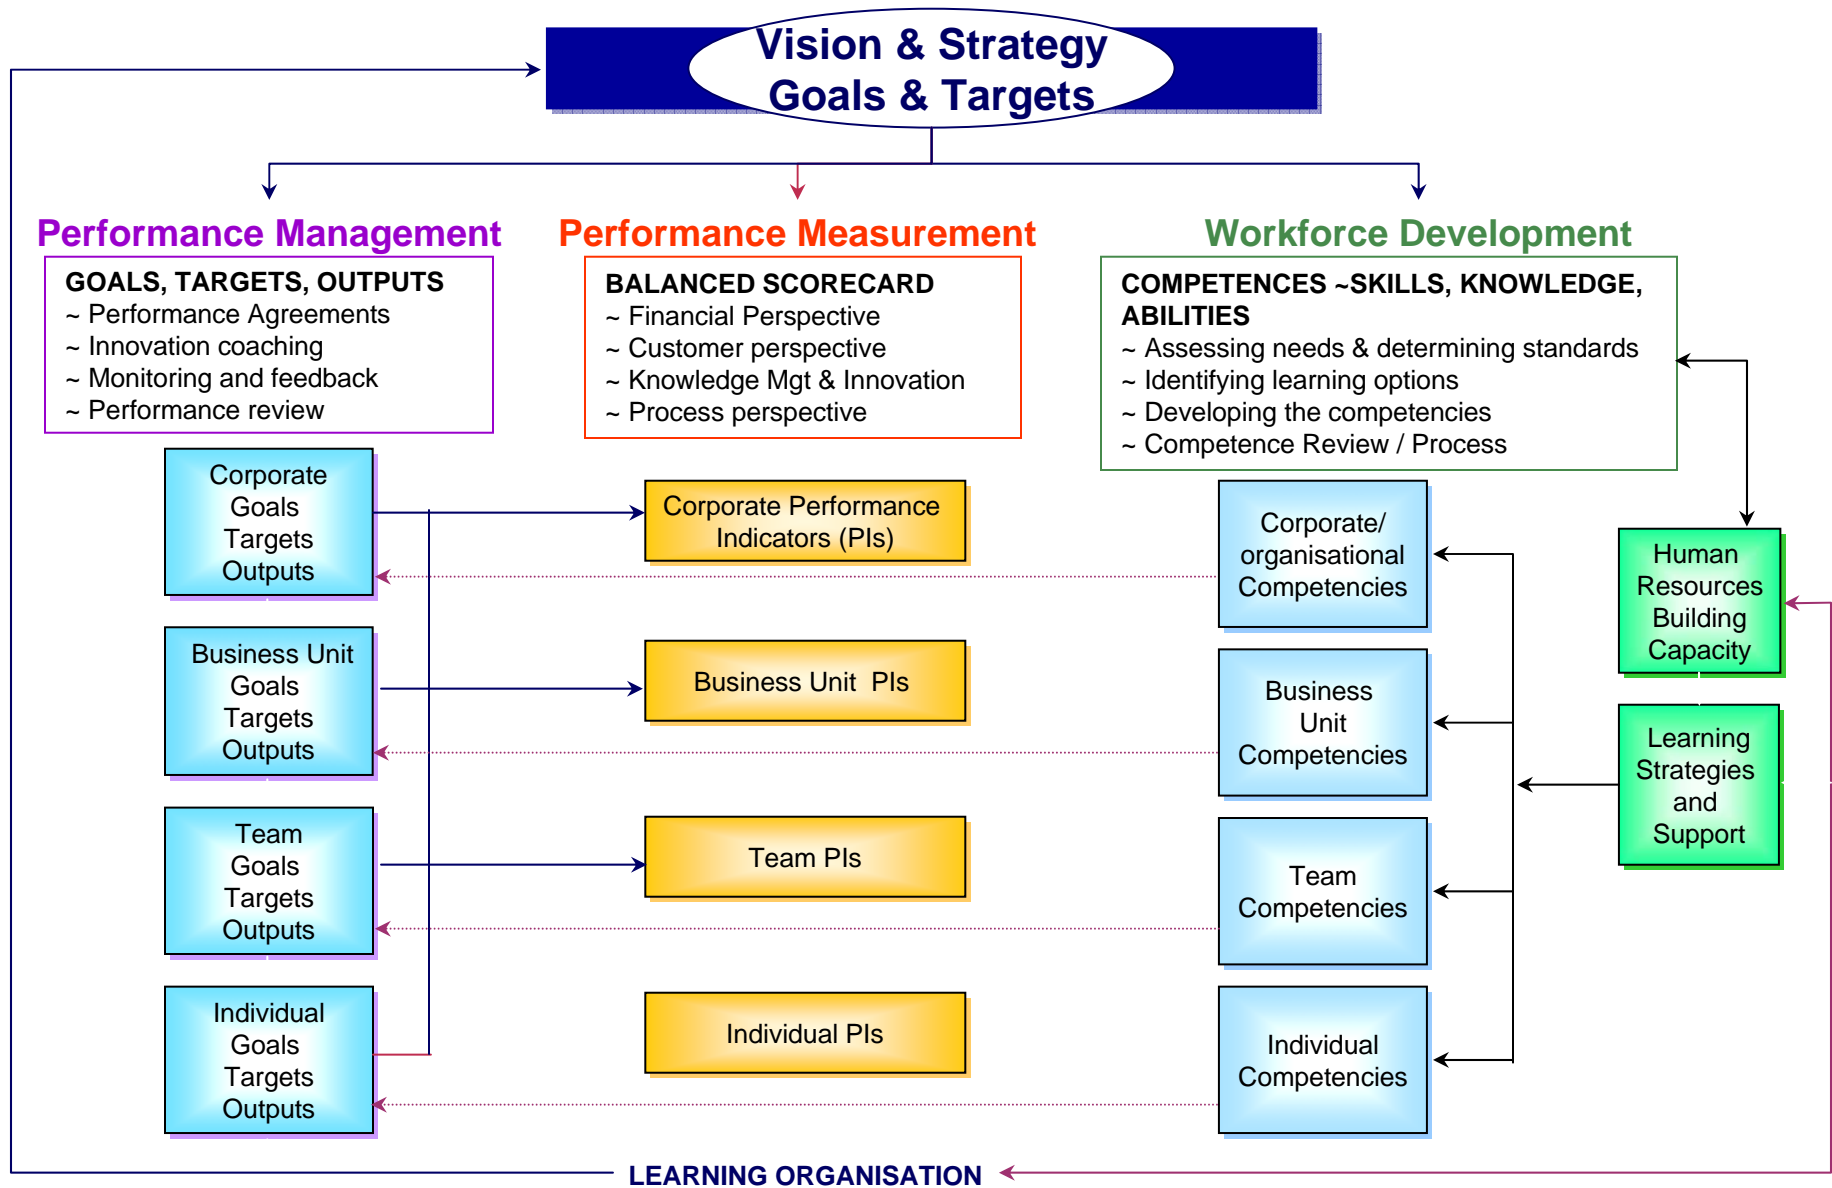 Vision & Strategy
Goals & Targets
Performance Management
GOALS, TARGETS, OUTPUTS
~ Performance Agreements
~ Innovation coaching
~ Monitoring and feedback
~ Performance review
Performance Measurement
BALANCED SCORECARD
~ Financial Perspective
~ Customer perspective
~ Knowledge Mgt & Innovation
~ Process perspective
Workforce Development
COMPETENCES ~SKILLS, KNOWLEDGE,
ABILITIES
~ Assessing needs & determining standards
~ Identifying learning options
~ Developing the competencies
~ Competence Review / Process
Corporate
Goals
Targets
Outputs
Corporate Performance
Indicators (PIs)
Corporate/
organisational
Competencies
Human
Resources
Building
Capacity
Business Unit
Goals
Targets
Outputs
Business Unit PIs
Business
Unit
Competencies
Learning
Strategies
and
Support
Team
Goals
Targets
Outputs
Team PIs
Team
Competencies
Individual
Goals
Targets
Outputs
Individual PIs
Individual
Competencies
LEARNING ORGANISATION